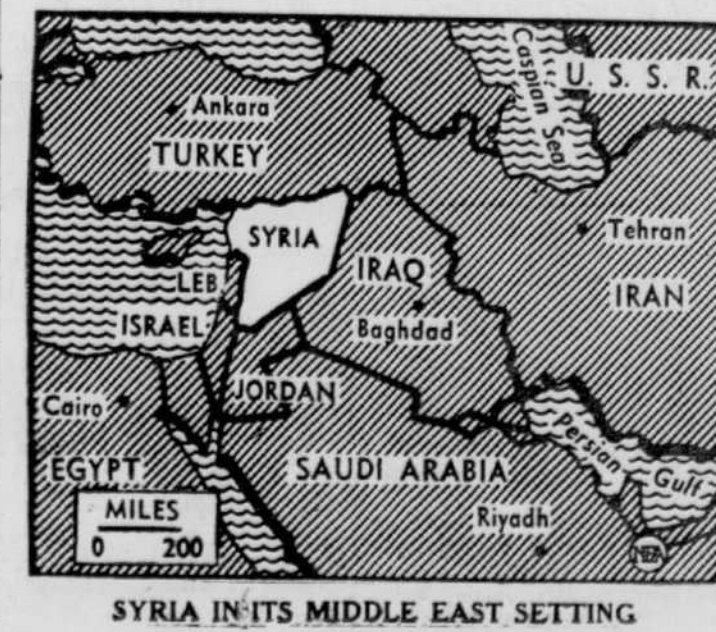 Caspian Sea
U. S. S. R.
Ankara
TURKEY
SYRIA
Tehran
LEB
IRAQ
IRAN
ISRAEL
Baghdad
JORDAN
Cairo
Persian Gulf
EGYPT
SAUDI ARABIA
MILES
0 200
Riyadh
NEA
SYRIA IN ITS MIDDLE EAST SETTING